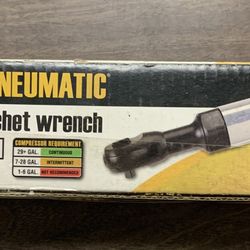 NEUMATIC
chet wrench
COMPRESSOR REQUIREMENT
29+ GAL. CONTINUOUS
7-28 GAL. INTERMITTENT
1-6 GAL. NOT RECOMMENDED